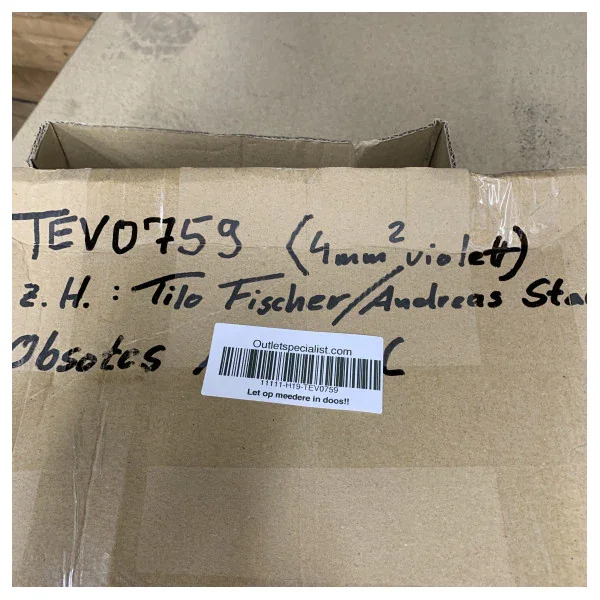 TEV0759 (4mm² violett)
z. H. : Tilo Fischer/Andreas
Obsotes
Outletspecialist.com
11111-H19-TEV0759
Let op meedere in doos!!